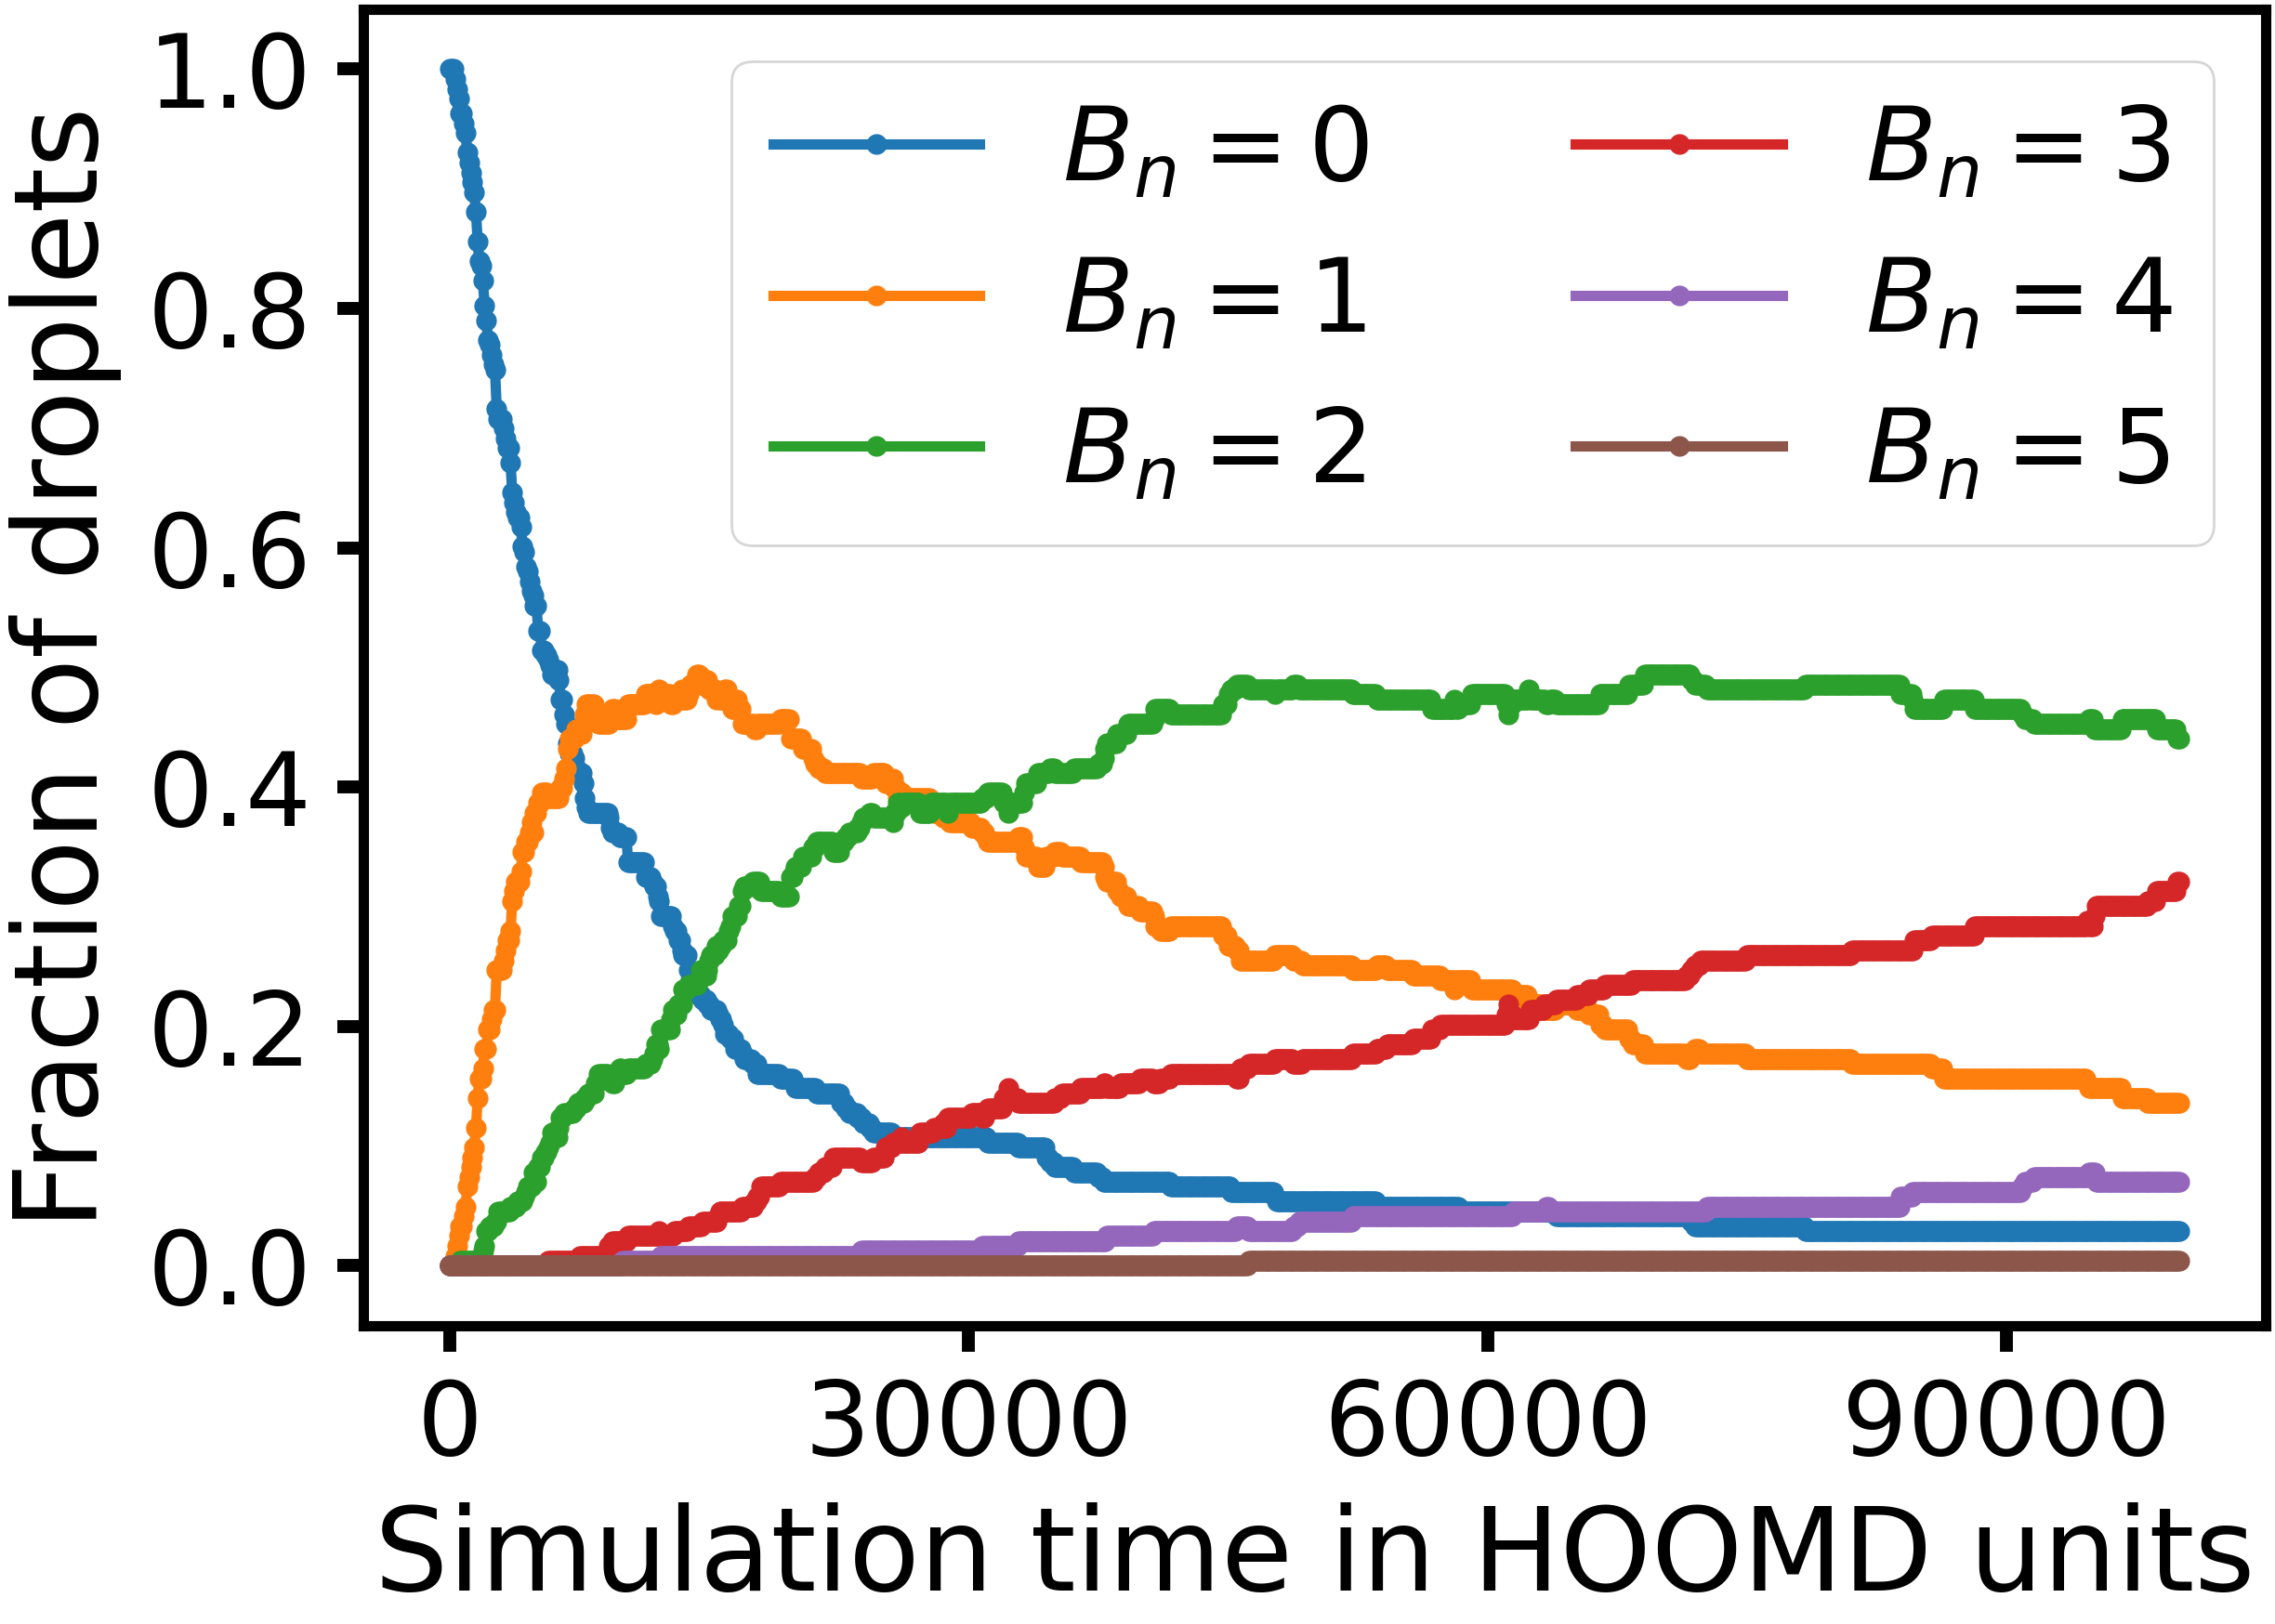 Fraction of droplets
1.0
0.8
0.6
0.4
0.2
0.0
B_n = 0
B_n = 1
B_n = 2
B_n = 3
B_n = 4
B_n = 5
0 30000 60000 90000
Simulation time in HOOMD units